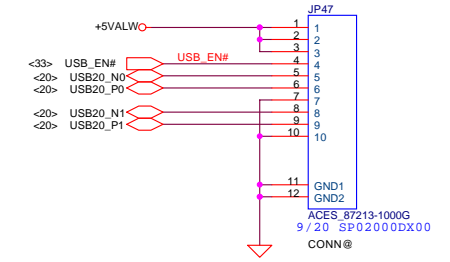 JP47
+5VALW
1 1
2 2
3 3
<33> USB_EN# USB_EN# 4 4
<20> USB20_N0 5 5
<20> USB20_P0 6 6
7 7
<20> USB20_N1 8 8
<20> USB20_P1 9 9
10 10
11 GND1
12 GND2
ACES_87213-1000G
9/20 SP02000DX00
CONN@